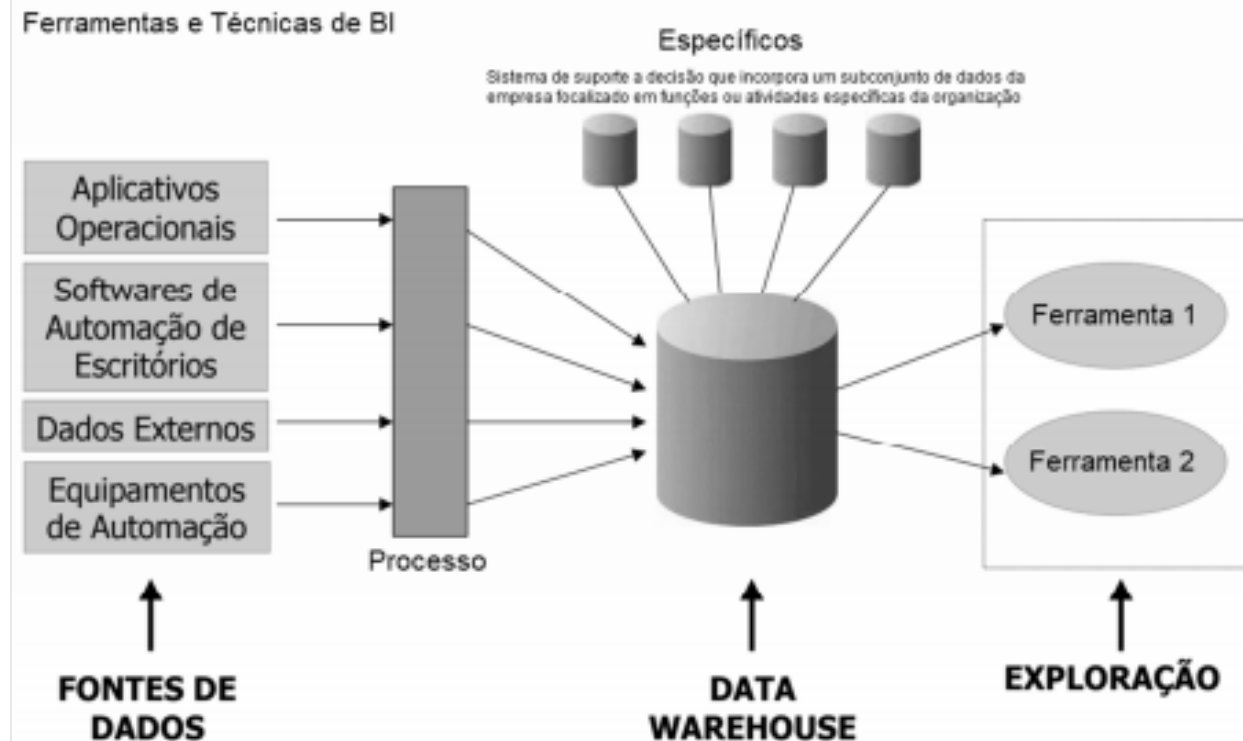 Ferramentas e Técnicas de BI
Específicos
Sistema de suporte a decisão que incorpora um subconjunto de dados da
empresa focalizado em funções ou atividades específicas da organização
Aplicativos
Operacionais
Softwares de
Automação de
Escritórios
Dados Externos
Equipamentos
de Automação
Processo
Ferramenta 1
Ferramenta 2
FONTES DE
DADOS
DATA
WAREHOUSE
EXPLORAÇÃO